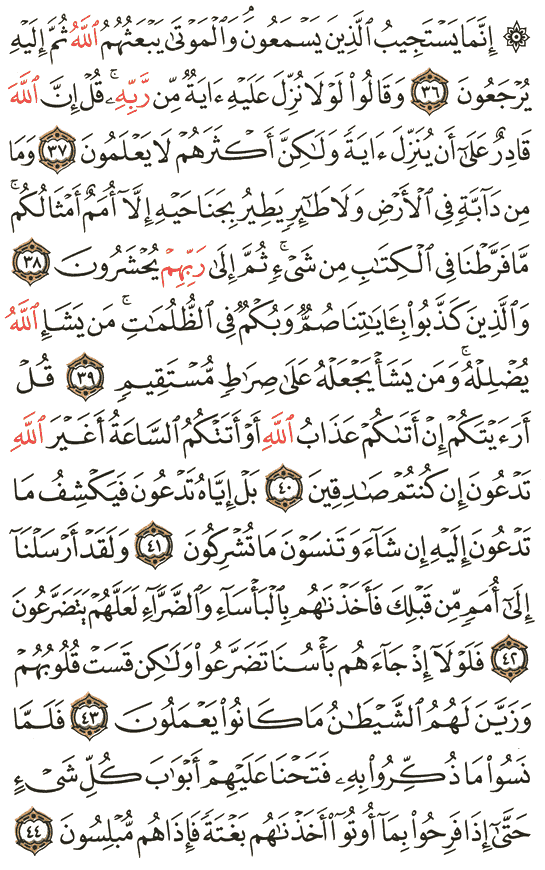 ۞ إِنَّمَا يَسْتَجِيبُ ٱلَّذِينَ يَسْمَعُونَۘ وَٱلْمَوْتَىٰ يَبْعَثُهُمُ ٱللَّهُ ثُمَّ إِلَيْهِ
يُرْجَعُونَ ٣٦ وَقَالُوا۟ لَوْلَا نُزِّلَ عَلَيْهِ ءَايَةٌ مِّن رَّبِّهِۦۚ قُلْ إِنَّ ٱللَّهَ
قَادِرٌ عَلَىٰٓ أَن يُنَزِّلَ ءَايَةً وَلَٰكِنَّ أَكْثَرَهُمْ لَا يَعْلَمُونَ ٣٧ وَمَا
مِن دَآبَّةٍ فِى ٱلْأَرْضِ وَلَا طَٰٓئِرٍ يَطِيرُ بِجَنَاحَيْهِ إِلَّآ أُمَمٌ أَمْثَالُكُمۚ
مَّا فَرَّطْنَا فِى ٱلْكِتَٰبِ مِن شَىْءٍۚ ثُمَّ إِلَىٰ رَبِّهِمْ يُحْشَرُونَ ٣٨
وَٱلَّذِينَ كَذَّبُوا۟ بِـَٔايَٰتِنَا صُمٌّ وَبُكْمٌ فِى ٱلظُّلُمَٰتِۗ مَن يَشَإِ ٱللَّهُ
يُضْلِلْهُۖ وَمَن يَشَأْ يَجْعَلْهُ عَلَىٰ صِرَٰطٍ مُّسْتَقِيمٍ ٣٩ قُلْ
أَرَءَيْتَكُمْ إِنْ أَتَىٰكُمْ عَذَابُ ٱللَّهِ أَوْ أَتَتْكُمُ ٱلسَّاعَةُ أَغَيْرَ ٱللَّهِ
تَدْعُونَ إِن كُنتُمْ صَٰدِقِينَ ٤٠ بَلْ إِيَّاهُ تَدْعُونَ فَيَكْشِفُ مَا
تَدْعُونَ إِلَيْهِ إِن شَآءَ وَتَنسَوْنَ مَا تُشْرِكُونَ ٤١ وَلَقَدْ أَرْسَلْنَآ
إِلَىٰٓ أُمَمٍ مِّن قَبْلِكَ فَأَخَذْنَٰهُم بِٱلْبَأْسَآءِ وَٱلضَّرَّآءِ لَعَلَّهُمْ يَتَضَرَّعُونَ
٤٢ فَلَوْلَآ إِذْ جَآءَهُم بَأْسُنَا تَضَرَّعُوا۟ وَلَٰكِن قَسَتْ قُلُوبُهُمْ
وَزَيَّنَ لَهُمُ ٱلشَّيْطَٰنُ مَا كَانُوا۟ يَعْمَلُونَ ٤٣ فَلَمَّا
نَسُوا۟ مَا ذُكِّرُوا۟ بِهِۦ فَتَحْنَا عَلَيْهِمْ أَبْوَٰبَ كُلِّ شَىْءٍ
حَتَّىٰٓ إِذَا فَرِحُوا۟ بِمَآ أُوتُوٓا۟ أَخَذْنَٰهُم بَغْتَةً فَإِذَا هُم مُّبْلِسُونَ ٤٤